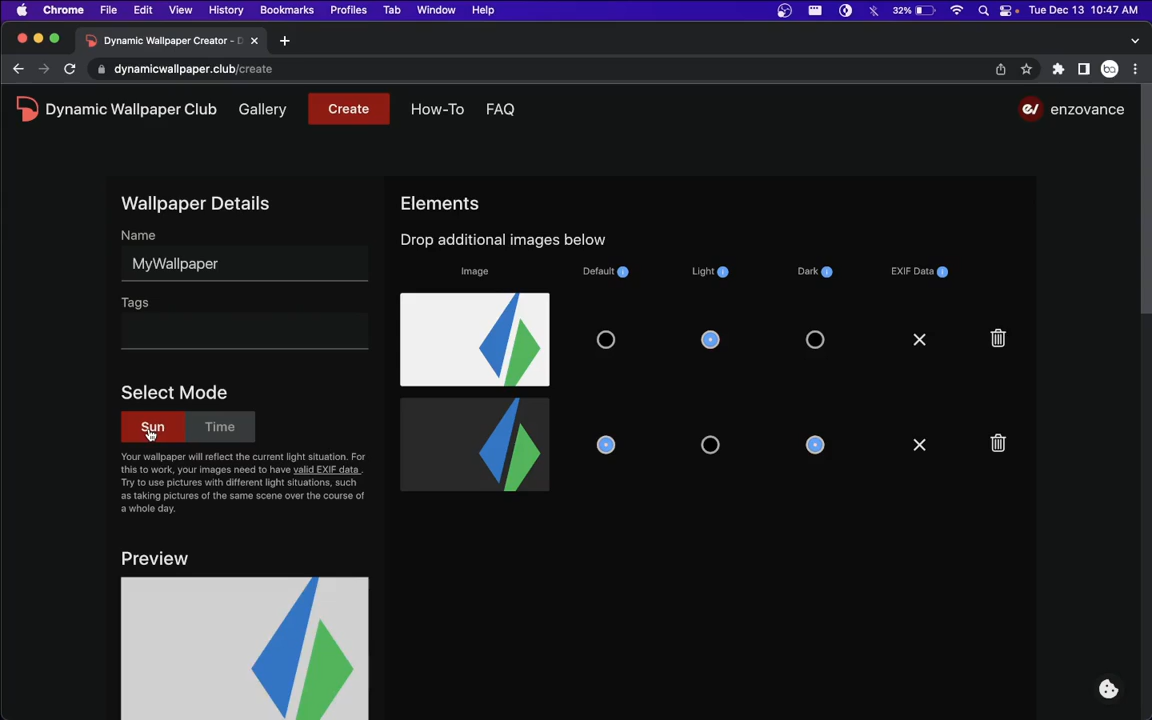 Chrome File Edit View History Bookmarks Profiles Tab Window Help 32% Tue Dec 13 10:47 AM
Dynamic Wallpaper Creator - D
dynamicwallpaper.club/create
Dynamic Wallpaper Club Gallery Create How-To FAQ enzovance
Wallpaper Details
Name
MyWallpaper
Tags
Select Mode
Sun Time
Your wallpaper will reflect the current light situation. For
this to work, your images need to have valid EXIF data .
Try to use pictures with different light situations, such
as taking pictures of the same scene over the course of
a whole day.
Preview
Elements
Drop additional images below
Image Default Light Dark EXIF Data